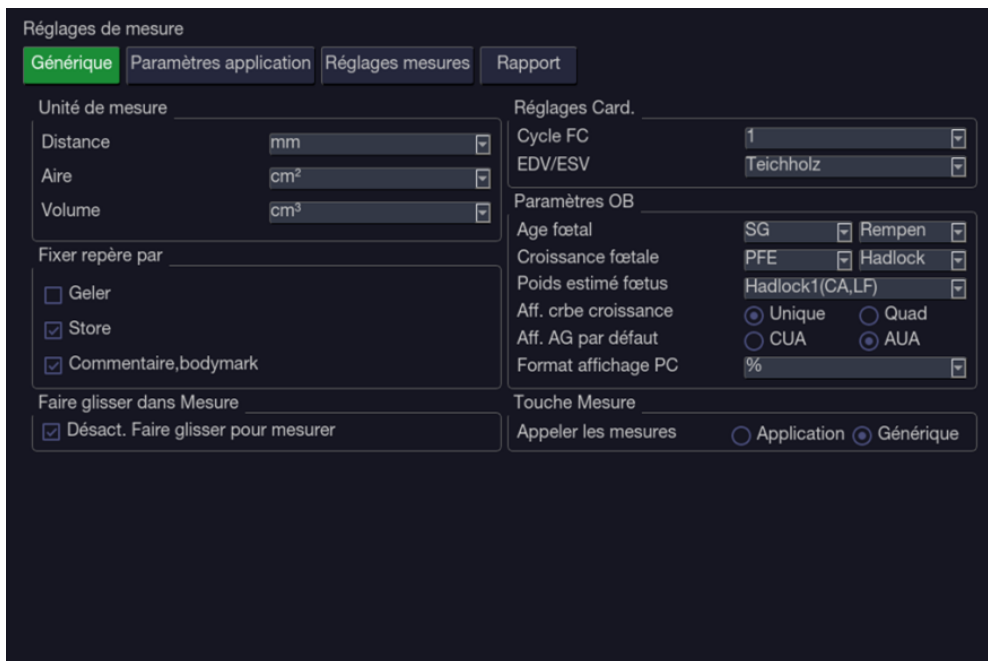 Réglages de mesure
Générique Paramètres application Réglages mesures Rapport
Unité de mesure
Distance mm
Aire cm²
Volume cm³
Fixer repère par
Geler
Store
Commentaire,bodymark
Faire glisser dans Mesure
Désact. Faire glisser pour mesurer
Réglages Card.
Cycle FC 1
EDV/ESV Teichholz
Paramètres OB
Age fœtal SG Rempen
Croissance fœtale PFE Hadlock
Poids estimé fœtus Hadlock1(CA,LF)
Aff. crbe croissance Unique Quad
Aff. AG par défaut CUA AUA
Format affichage PC %
Touche Mesure
Appeler les mesures Application Générique